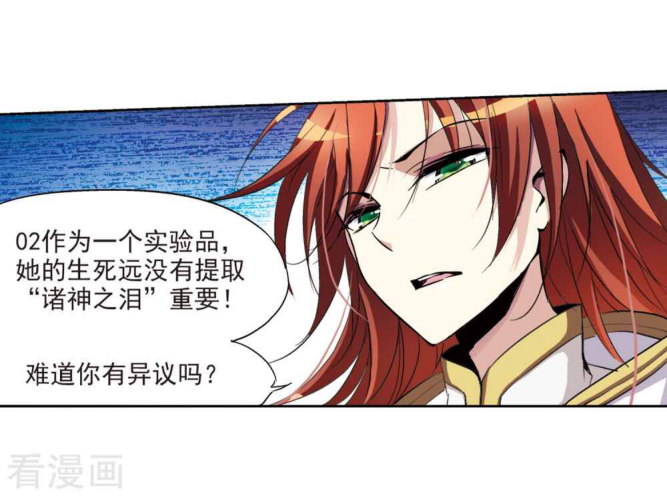 02作为一个实验品，
她的生死远没有提取
“诸神之泪”重要！
难道你有异议吗？
看漫画